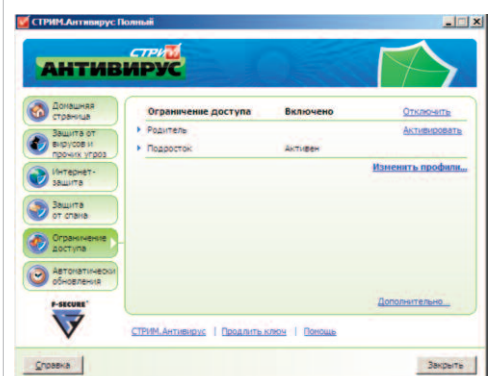 СТРИМ.Антивирус Полный
СТРИМ
АНТИВИРУС
Домашняя
страница
Защита от
вирусов и
прочих угроз
Интернет-
защита
Защита
от спама
Ограничение
доступа
Автоматически
обновления
F-SECURE
Ограничение доступа Включено Отключить
Родитель Активировать
Подросток Активен
Изменить профили...
Дополнительно...
СТРИМ.Антивирус | Продлить ключ | Помощь
Справка
Закрыть